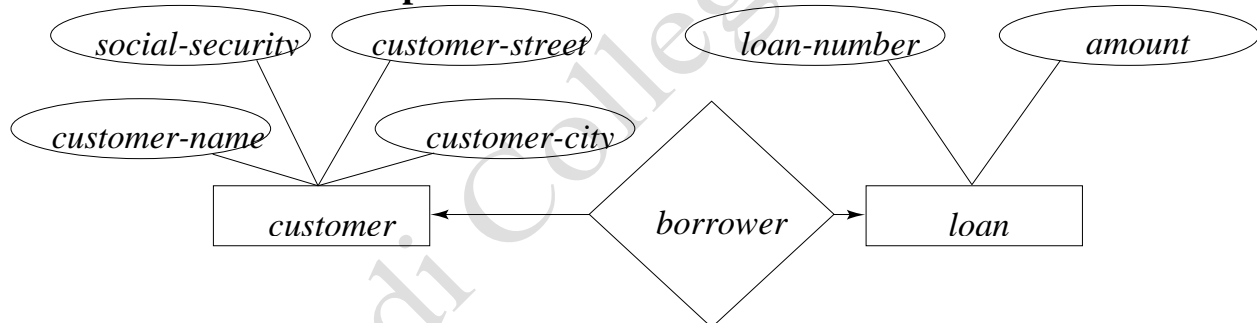 social-security customer-street loan-number amount
customer-name customer-city
customer borrower loan